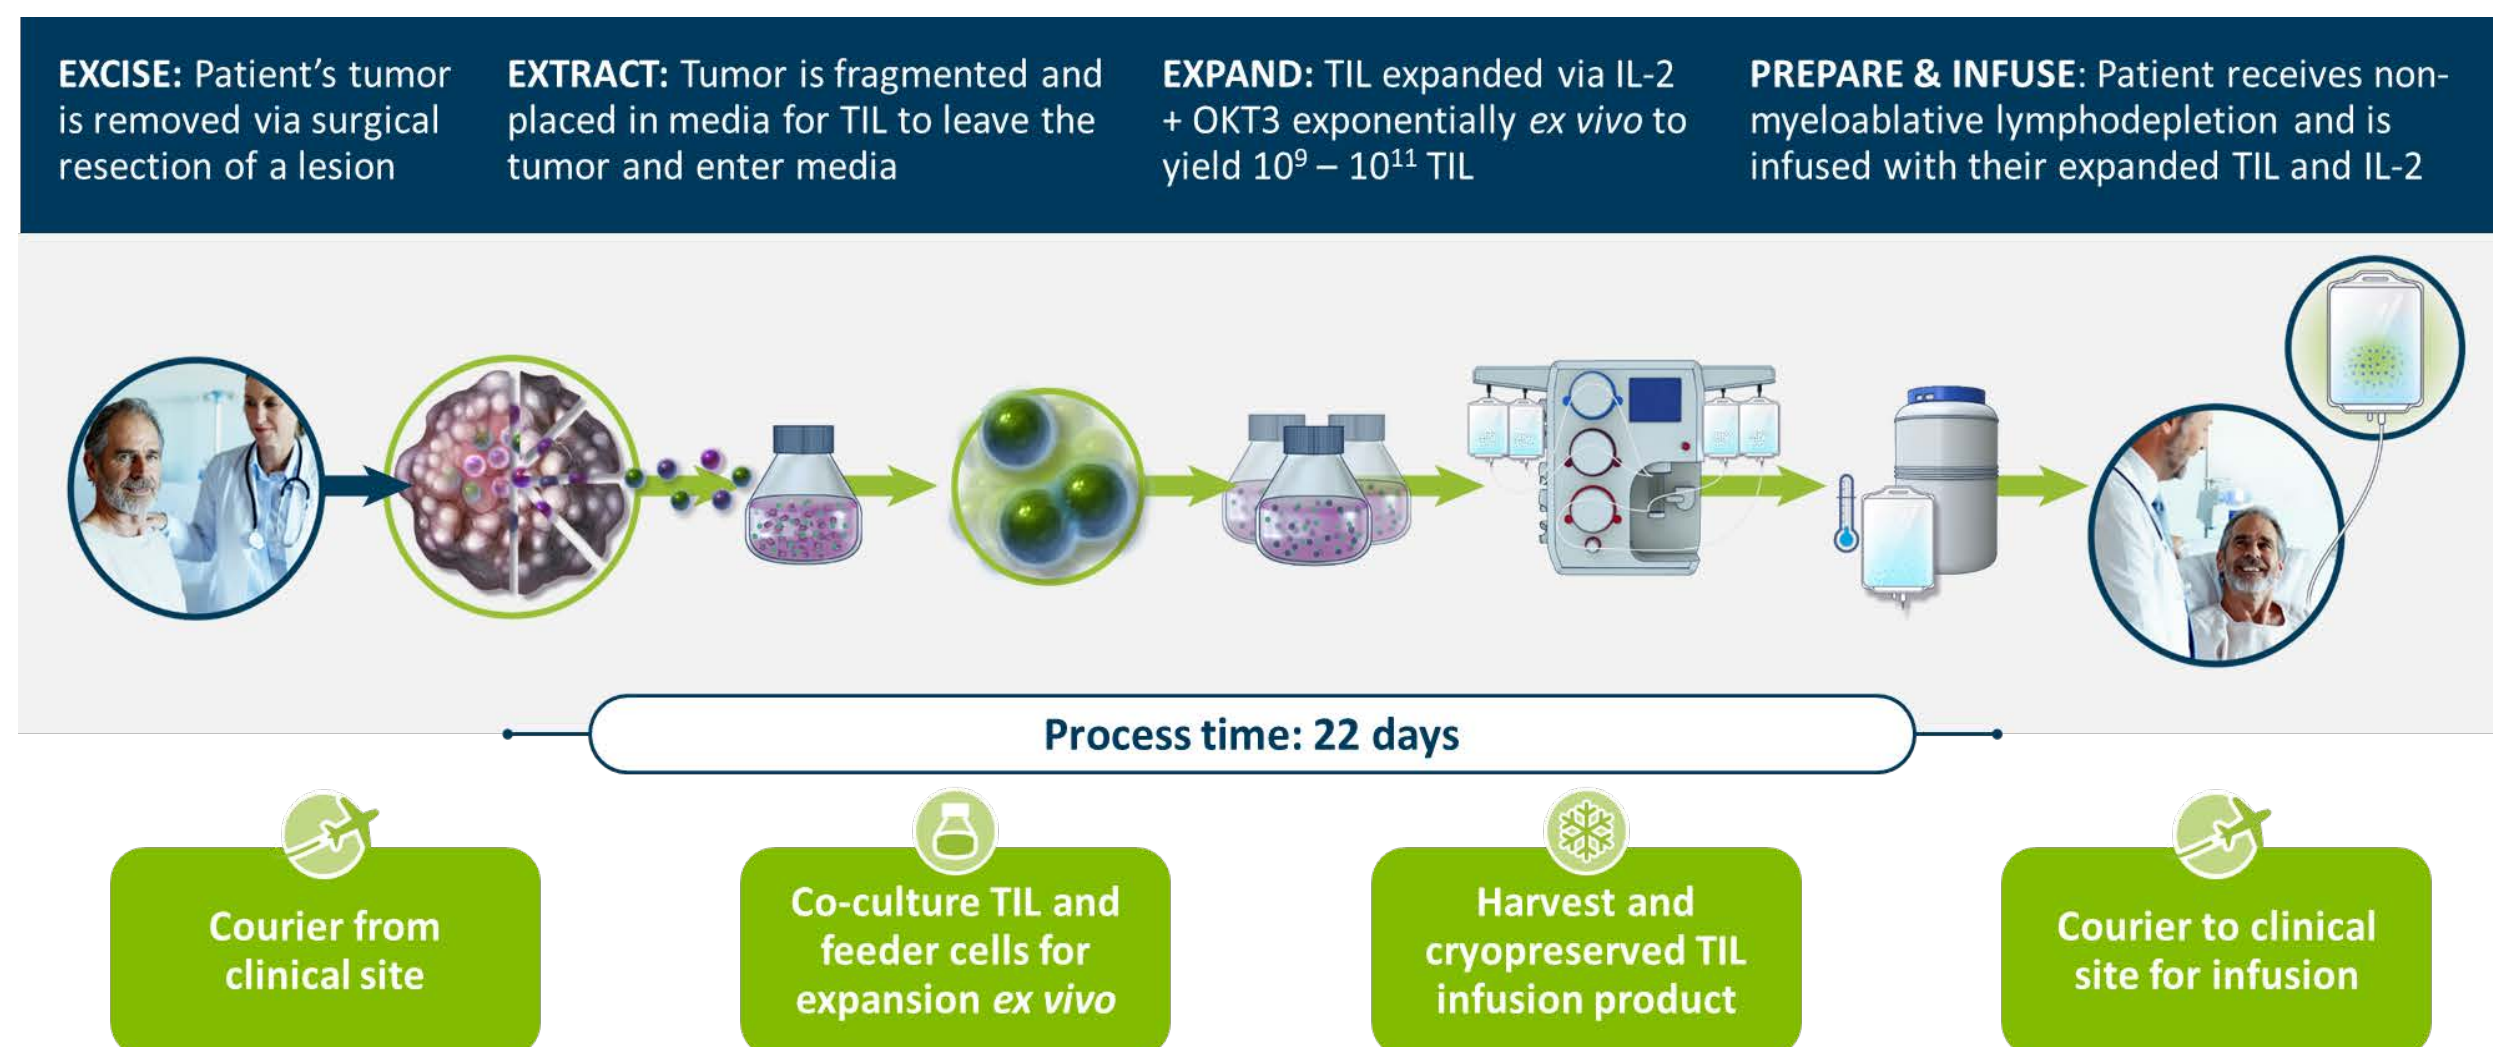 EXCISE: Patient’s tumor
is removed via surgical
resection of a lesion
EXTRACT: Tumor is fragmented and
placed in media for TIL to leave the
tumor and enter media
EXPAND: TIL expanded via IL-2
+ OKT3 exponentially ex vivo to
yield 10⁹ – 10¹¹ TIL
PREPARE & INFUSE: Patient receives non-
myeloablative lymphodepletion and is
infused with their expanded TIL and IL-2
Process time: 22 days
Courier from
clinical site
Co-culture TIL and
feeder cells for
expansion ex vivo
Harvest and
cryopreserved TIL
infusion product
Courier to clinical
site for infusion